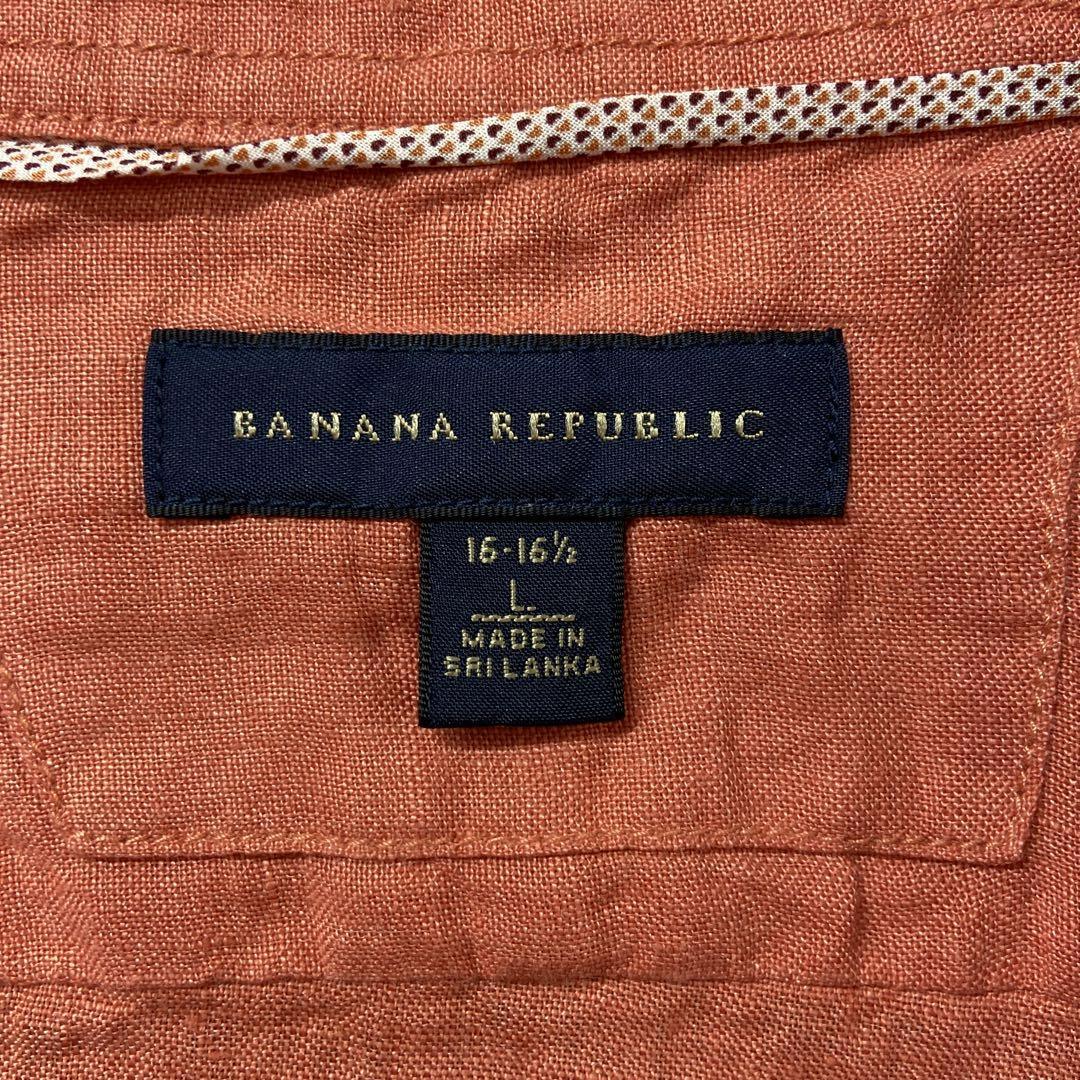 BANANA REPUBLIC
16-16½
L.
MADE IN
SRI LANKA